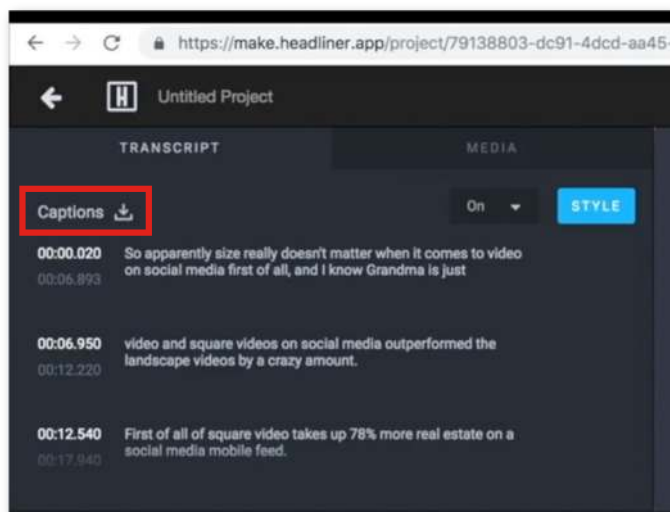 https://make.headliner.app/project/79138803-dc91-4dcd-aa45-
H Untitled Project
TRANSCRIPT MEDIA
Captions On STYLE
00:00.020 So apparently size really doesn't matter when it comes to video
00:06.893 on social media first of all, and I know Grandma is just
00:06.950 video and square videos on social media outperformed the
00:12.220 landscape videos by a crazy amount.
00:12.540 First of all of square video takes up 78% more real estate on a
00:17.940 social media mobile feed.